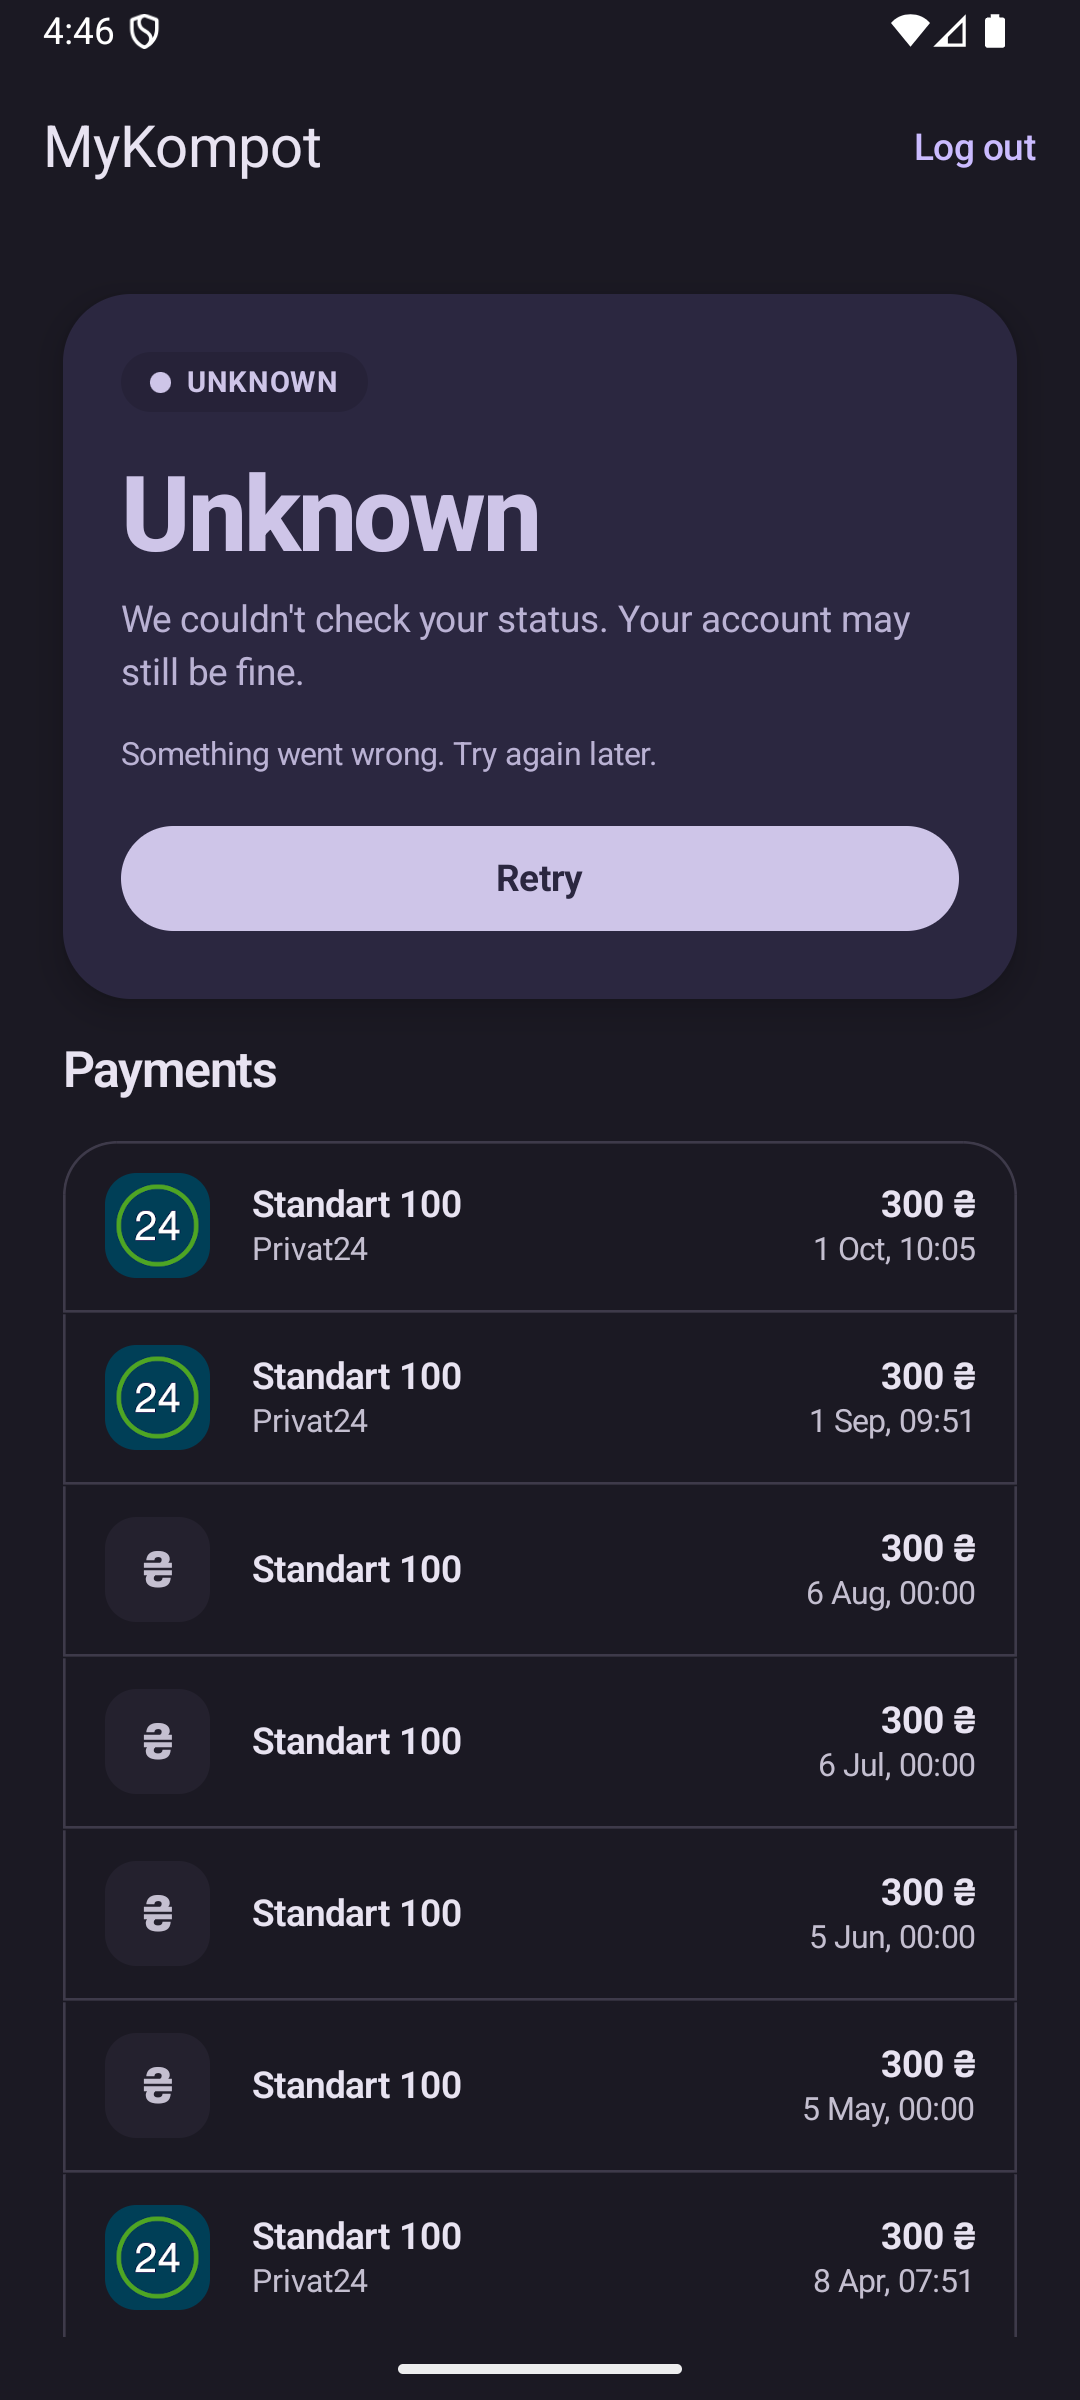 4:46
MyKompot
Log out
UNKNOWN
Unknown
We couldn't check your status. Your account may
still be fine.
Something went wrong. Try again later.
Retry
Payments
24
Standart 100
Privat24
300 ₴
1 Oct, 10:05
24
Standart 100
Privat24
300 ₴
1 Sep, 09:51
₴
Standart 100
300 ₴
6 Aug, 00:00
₴
Standart 100
300 ₴
6 Jul, 00:00
₴
Standart 100
300 ₴
5 Jun, 00:00
₴
Standart 100
300 ₴
5 May, 00:00
24
Standart 100
Privat24
300 ₴
8 Apr, 07:51